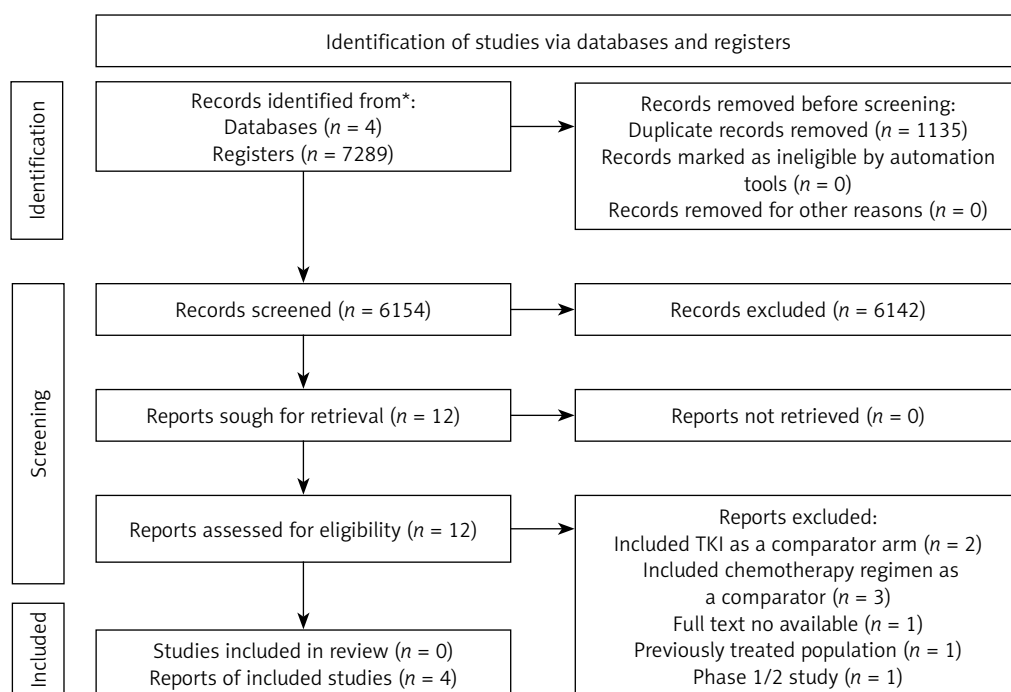 Identification of studies via databases and registers
Identification
Records identified from*:
Databases (n = 4)
Registers (n = 7289)
Records removed before screening:
Duplicate records removed (n = 1135)
Records marked as ineligible by automation
tools (n = 0)
Records removed for other reasons (n = 0)
Screening
Records screened (n = 6154)
Records excluded (n = 6142)
Reports sough for retrieval (n = 12)
Reports not retrieved (n = 0)
Reports assessed for eligibility (n = 12)
Reports excluded:
Included TKI as a comparator arm (n = 2)
Included chemotherapy regimen as
a comparator (n = 3)
Full text no available (n = 1)
Previously treated population (n = 1)
Phase 1/2 study (n = 1)
Included
Studies included in review (n = 0)
Reports of included studies (n = 4)